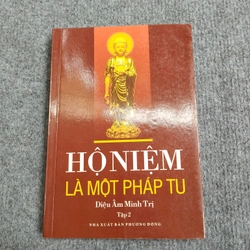 HỘ NIỆM
LÀ MỘT PHÁP TU
Diệu Âm Minh Trị
Tập 2
NHÀ XUẤT BẢN PHƯƠNG ĐÔNG